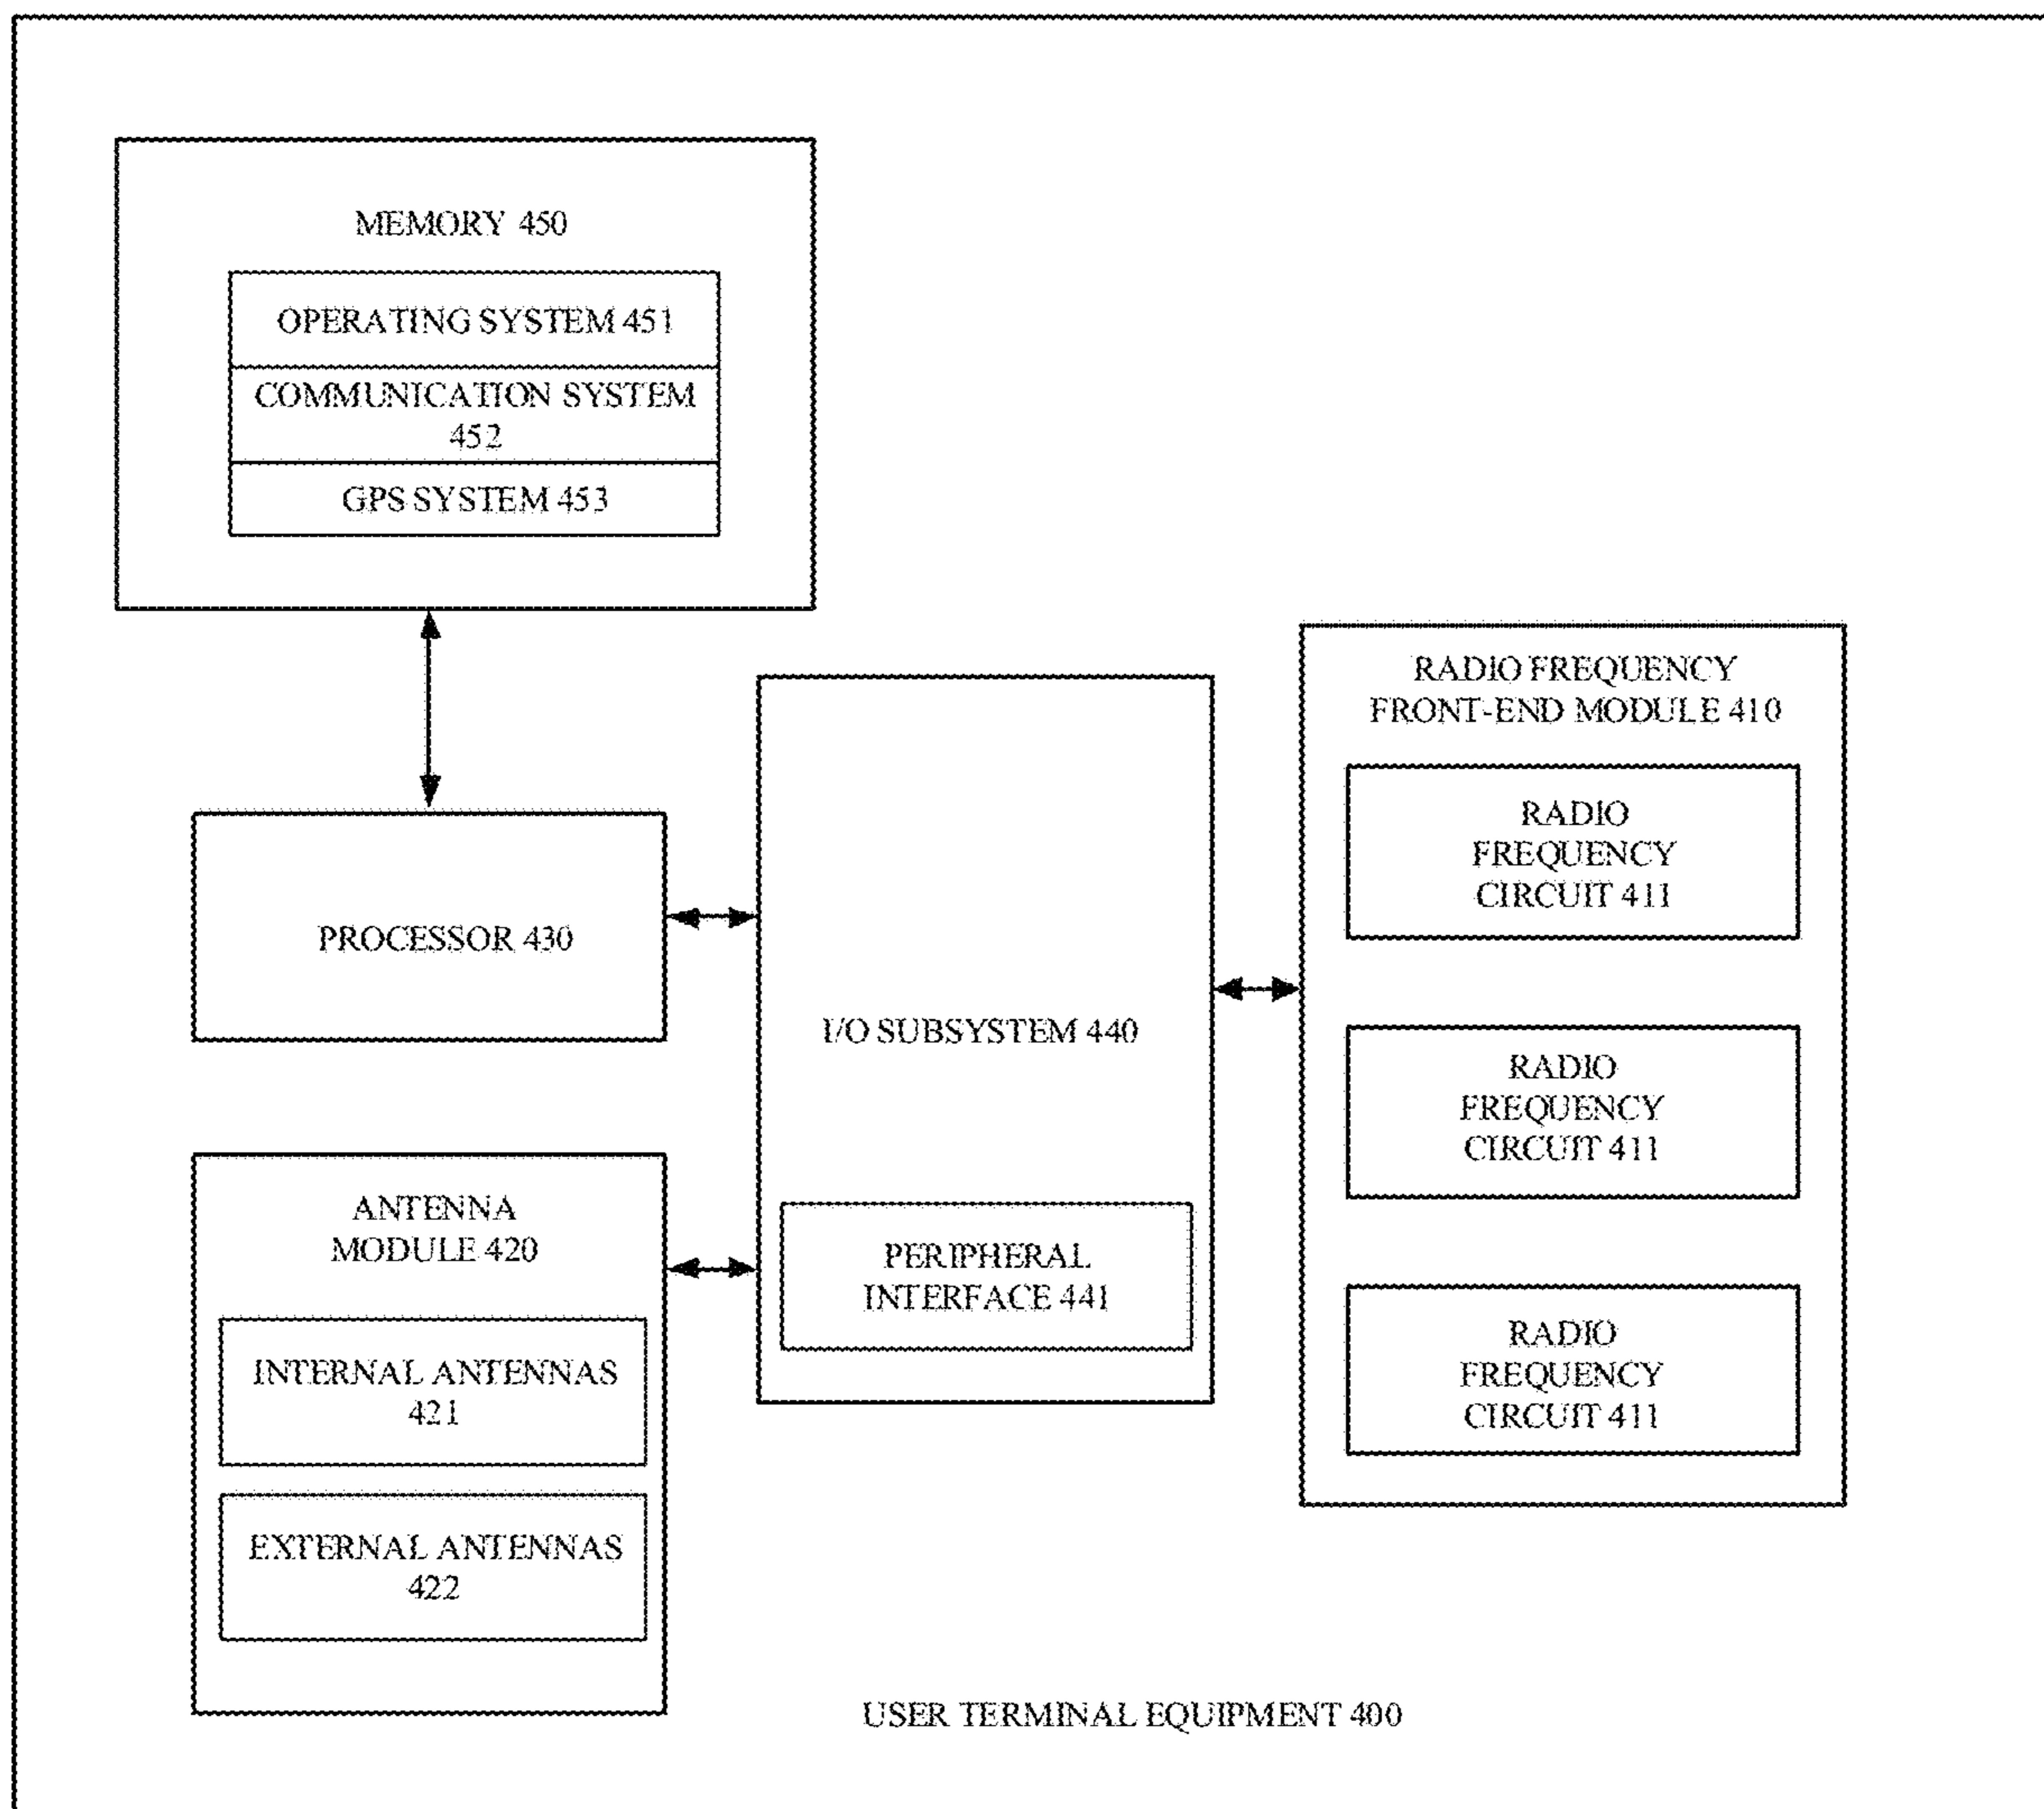 MEMORY 450
OPERATING SYSTEM 451
COMMUNICATION SYSTEM
452
GPS SYSTEM 453
PROCESSOR 430
I/O SUBSYSTEM 440
PERIPHERAL
INTERFACE 441
ANTENNA
MODULE 420
INTERNAL ANTENNAS
421
EXTERNAL ANTENNAS
422
RADIO FREQUENCY
FRONT-END MODULE 410
RADIO
FREQUENCY
CIRCUIT 411
RADIO
FREQUENCY
CIRCUIT 411
RADIO
FREQUENCY
CIRCUIT 411
USER TERMINAL EQUIPMENT 400